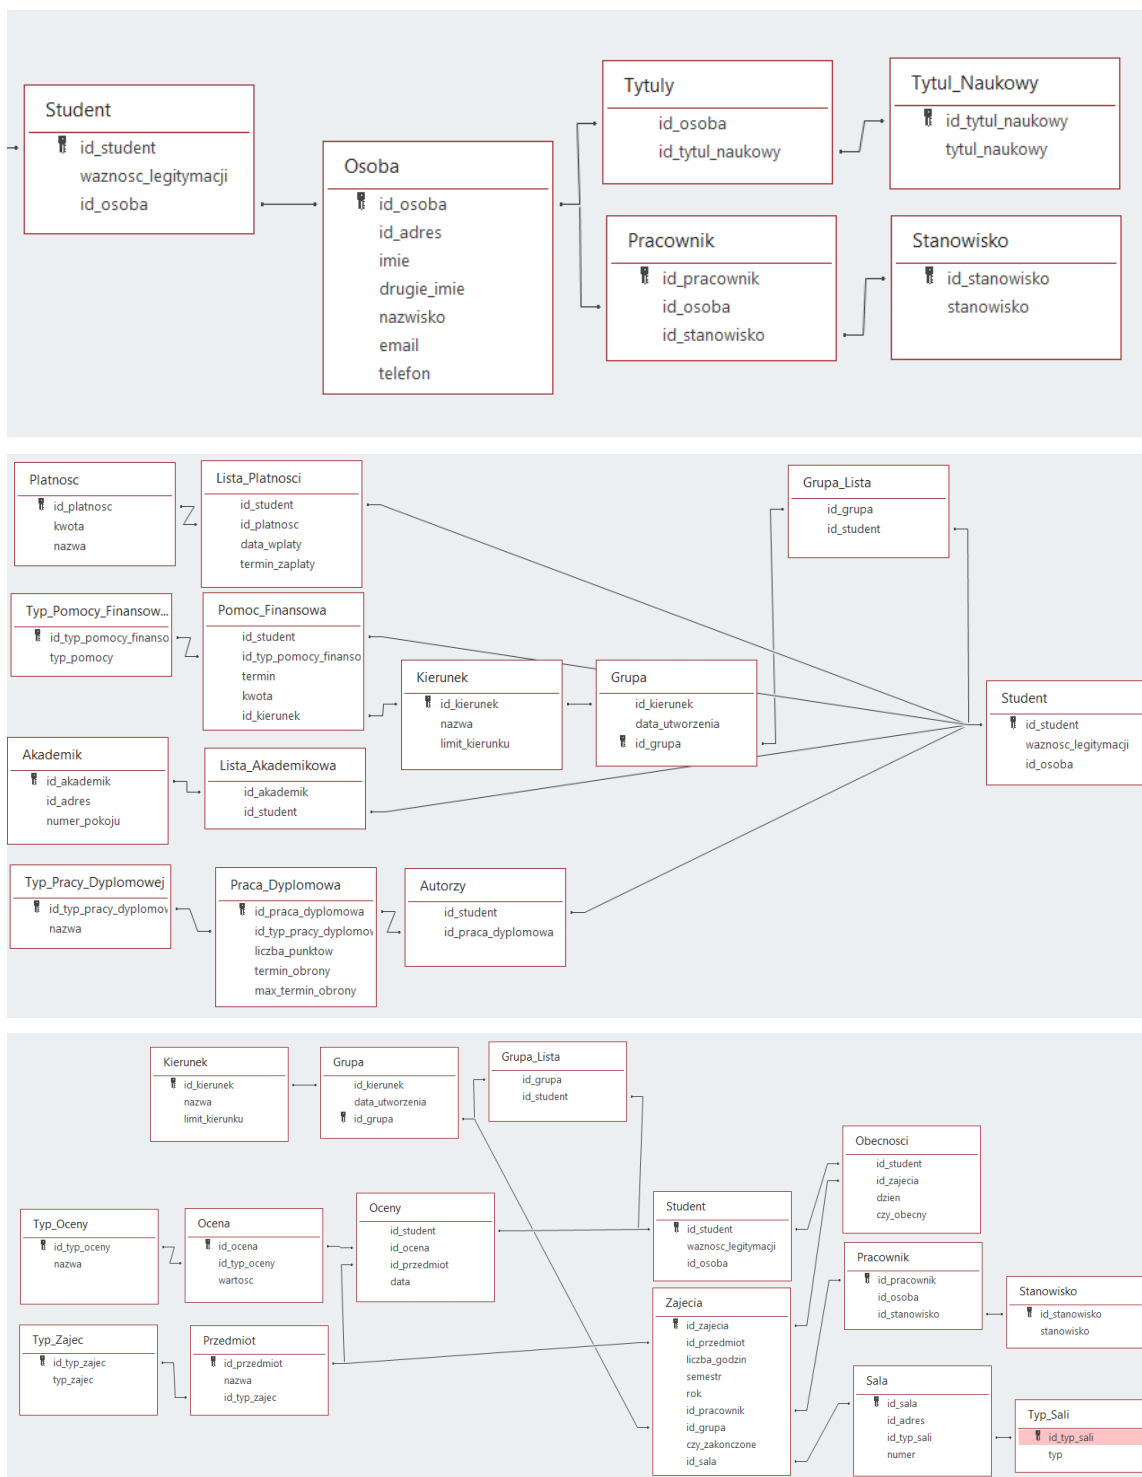 Student
id_student
waznosc_legitymacji
id_osoba
Osoba
id_osoba
id_adres
imie
drugie_imie
nazwisko
email
telefon
Tytuly
id_osoba
id_tytul_naukowy
Tytul_Naukowy
id_tytul_naukowy
tytul_naukowy
Pracownik
id_pracownik
id_osoba
id_stanowisko
Stanowisko
id_stanowisko
stanowisko
Platnosc
id_platnosc
kwota
nazwa
Lista_Platnosci
id_student
id_platnosc
data_wplaty
termin_zaplaty
Grupa_Lista
id_grupa
id_student
Typ_Pomocy_Finansow...
id_typ_pomocy_finanso
typ_pomocy
Pomoc_Finansowa
id_student
id_typ_pomocy_finanso
termin
kwota
id_kierunek
Kierunek
id_kierunek
nazwa
limit_kierunku
Grupa
id_kierunek
data_utworzenia
id_grupa
Student
id_student
waznosc_legitymacji
id_osoba
Akademik
id_akademik
id_adres
numer_pokoju
Lista_Akademikowa
id_akademik
id_student
Typ_Pracy_Dyplomowej
id_typ_pracy_dyplomov
nazwa
Praca_Dyplomowa
id_praca_dyplomowa
id_typ_pracy_dyplomov
liczba_punktow
termin_obrony
max_termin_obrony
Autorzy
id_student
id_praca_dyplomowa
Kierunek
id_kierunek
nazwa
limit_kierunku
Grupa
id_kierunek
data_utworzenia
id_grupa
Grupa_Lista
id_grupa
id_student
Obecnosci
id_student
id_zajecia
dzien
czy_obecny
Typ_Oceny
id_typ_oceny
nazwa
Ocena
id_ocena
id_typ_oceny
wartosc
Oceny
id_student
id_ocena
id_przedmiot
data
Student
id_student
waznosc_legitymacji
id_osoba
Pracownik
id_pracownik
id_osoba
id_stanowisko
Stanowisko
id_stanowisko
stanowisko
Typ_Zajec
id_typ_zajec
typ_zajec
Przedmiot
id_przedmiot
nazwa
id_typ_zajec
Zajecia
id_zajecia
id_przedmiot
liczba_godzin
semestr
rok
id_pracownik
id_grupa
czy_zakonczone
id_sala
Sala
id_sala
id_adres
id_typ_sali
numer
Typ_Sali
id_typ_sali
typ